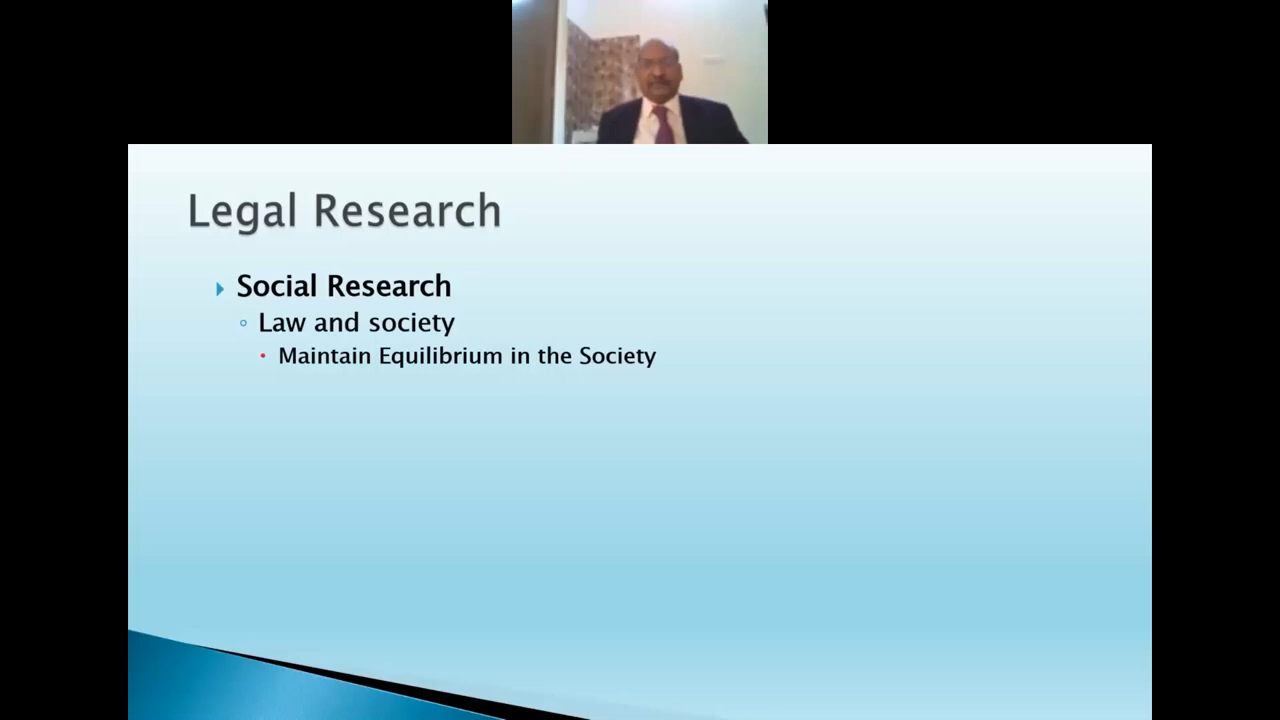 Legal Research
Social Research
Law and society
Maintain Equilibrium in the Society